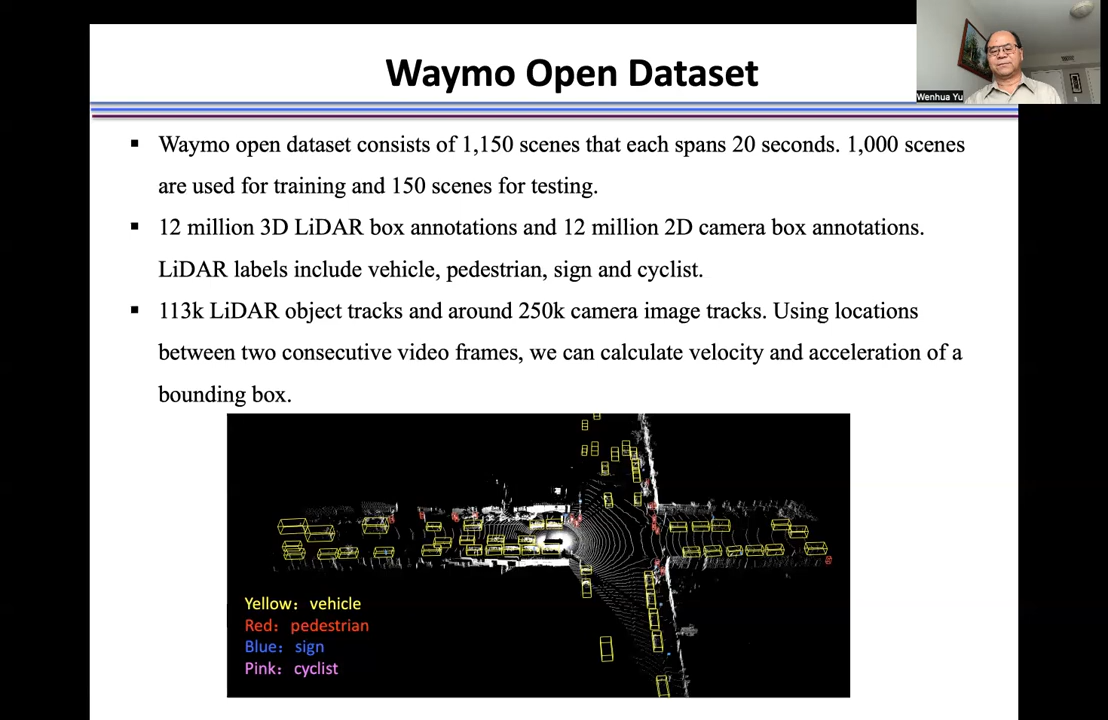 Waymo Open Dataset
Wenhua Yu
▪ Waymo open dataset consists of 1,150 scenes that each spans 20 seconds. 1,000 scenes
are used for training and 150 scenes for testing.
▪ 12 million 3D LiDAR box annotations and 12 million 2D camera box annotations.
LiDAR labels include vehicle, pedestrian, sign and cyclist.
▪ 113k LiDAR object tracks and around 250k camera image tracks. Using locations
between two consecutive video frames, we can calculate velocity and acceleration of a
bounding box.
Yellow: vehicle
Red: pedestrian
Blue: sign
Pink: cyclist